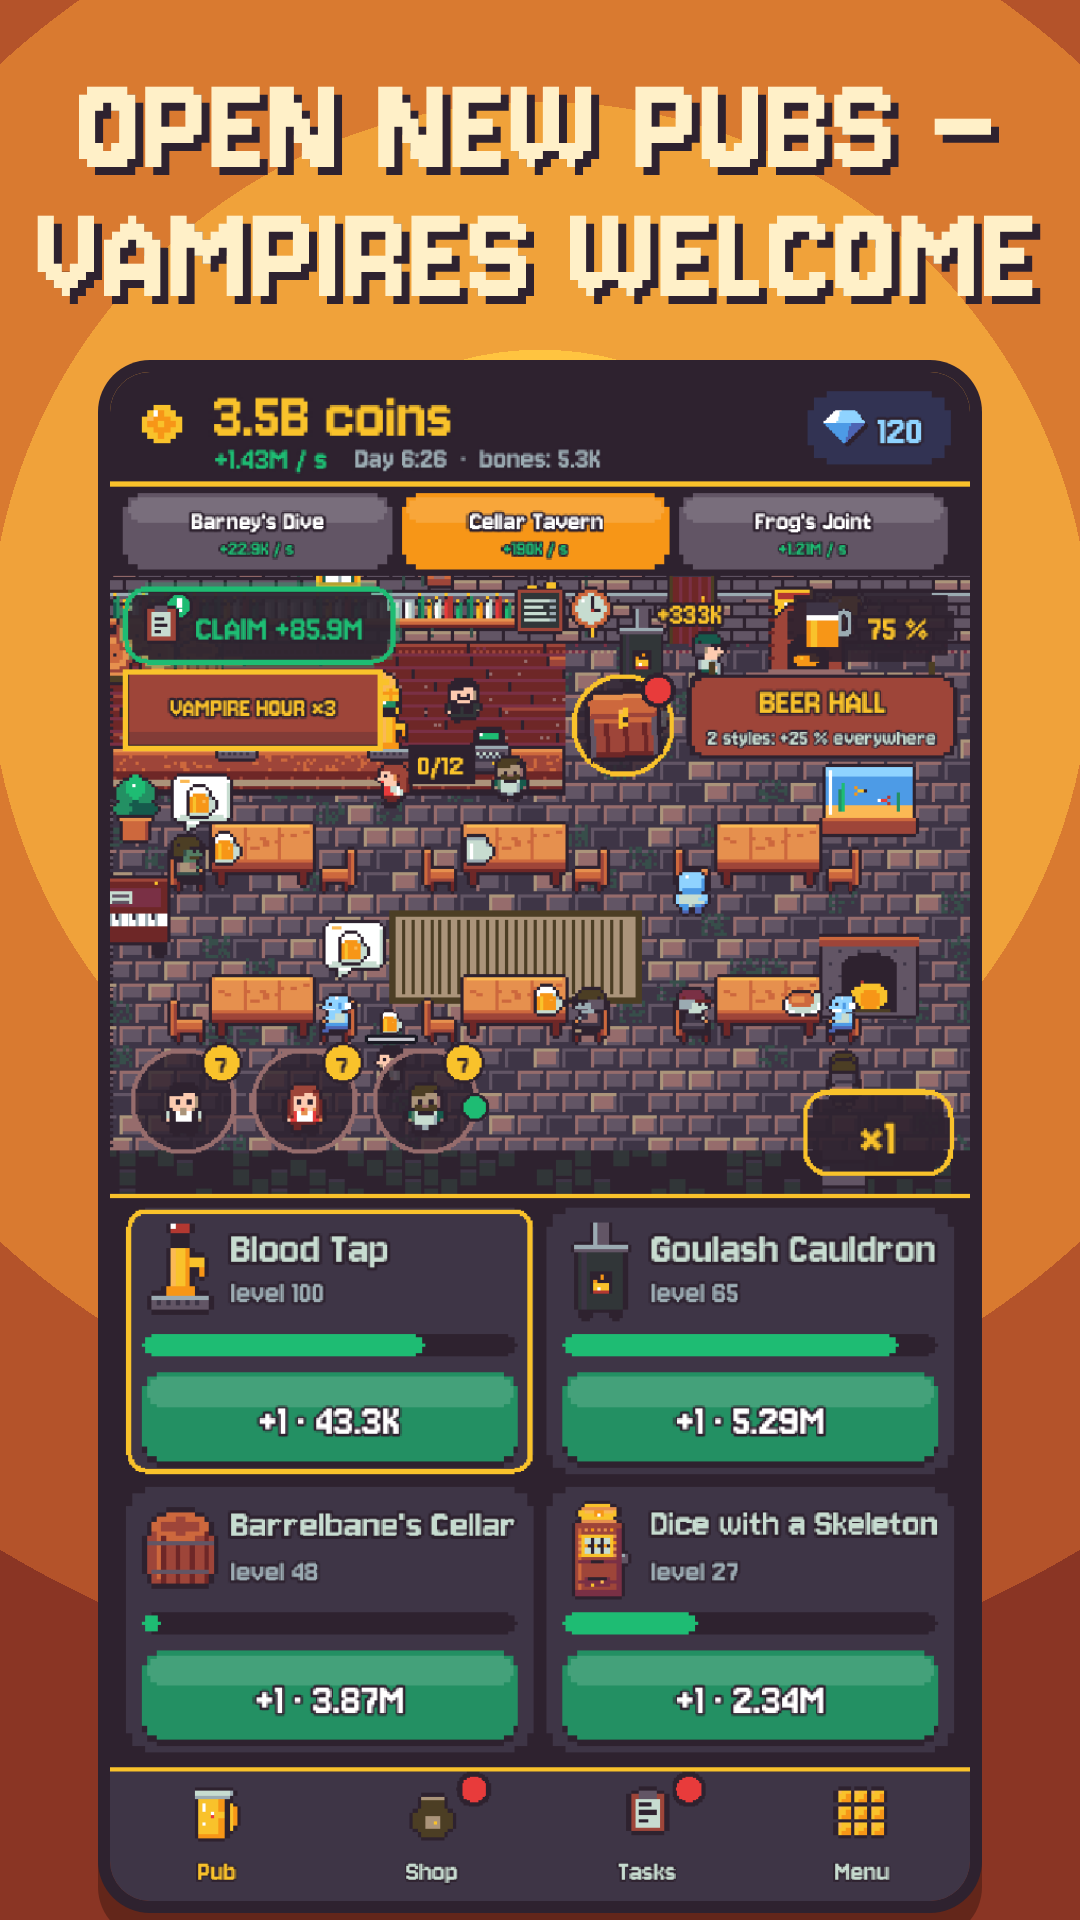 OPEN NEW PUBS –
VAMPIRES WELCOME
3.5B coins
120
+1.43M / s Day 6:26 · bones: 5.3K
Barney's Dive
+22.9K / s
Cellar Tavern
+190K / s
Frog's Joint
+1.21M / s
CLAIM +85.9M
+333K
75 %
VAMPIRE HOUR ×3
BEER HALL
2 styles: +25 % everywhere
0/12
7
7
7
×1
Blood Tap
level 100
+1 · 43.3K
Goulash Cauldron
level 65
+1 · 5.29M
Barrelbane's Cellar
level 48
+1 · 3.87M
Dice with a Skeleton
level 27
+1 · 2.34M
Pub
Shop
Tasks
Menu